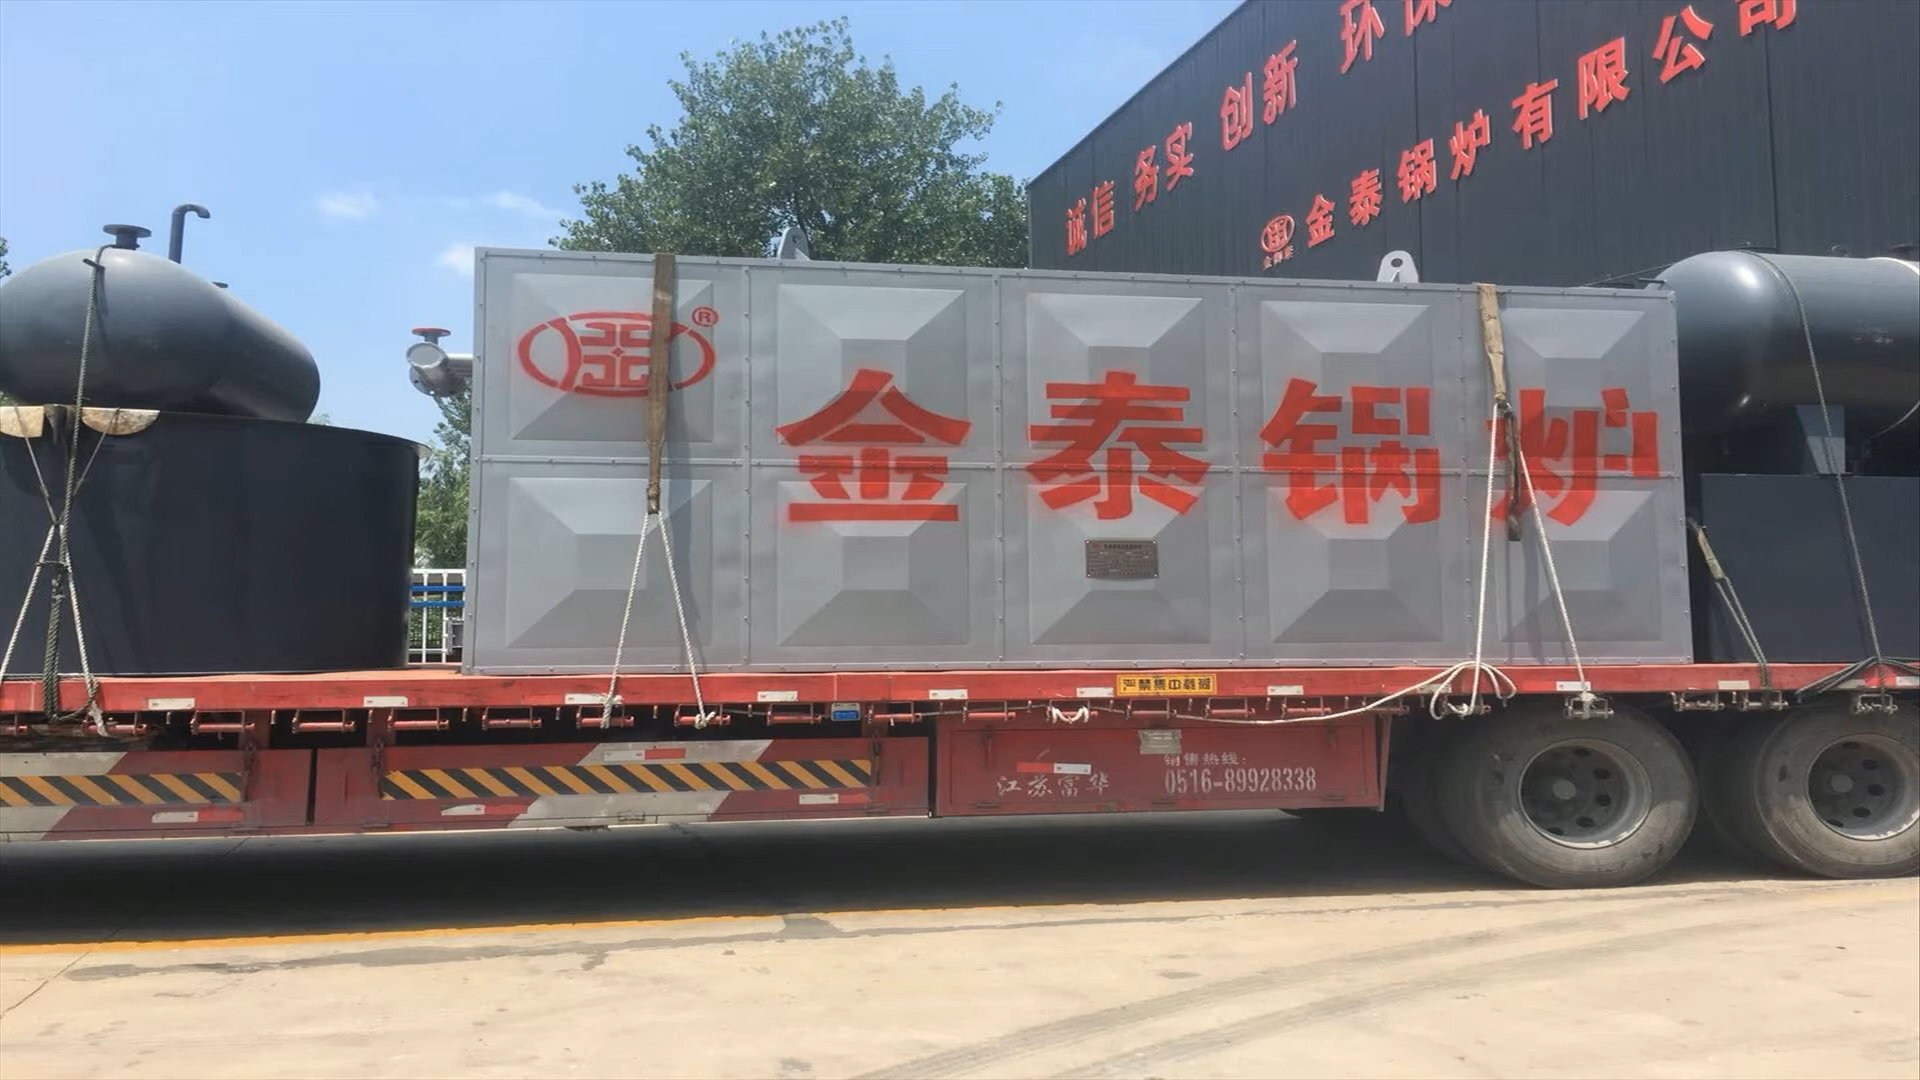 诚信 务实 创新 环保
金泰锅炉有限公司
®
金泰锅炉
严禁集中载荷
销售热线:
江苏富华 0516-89928338